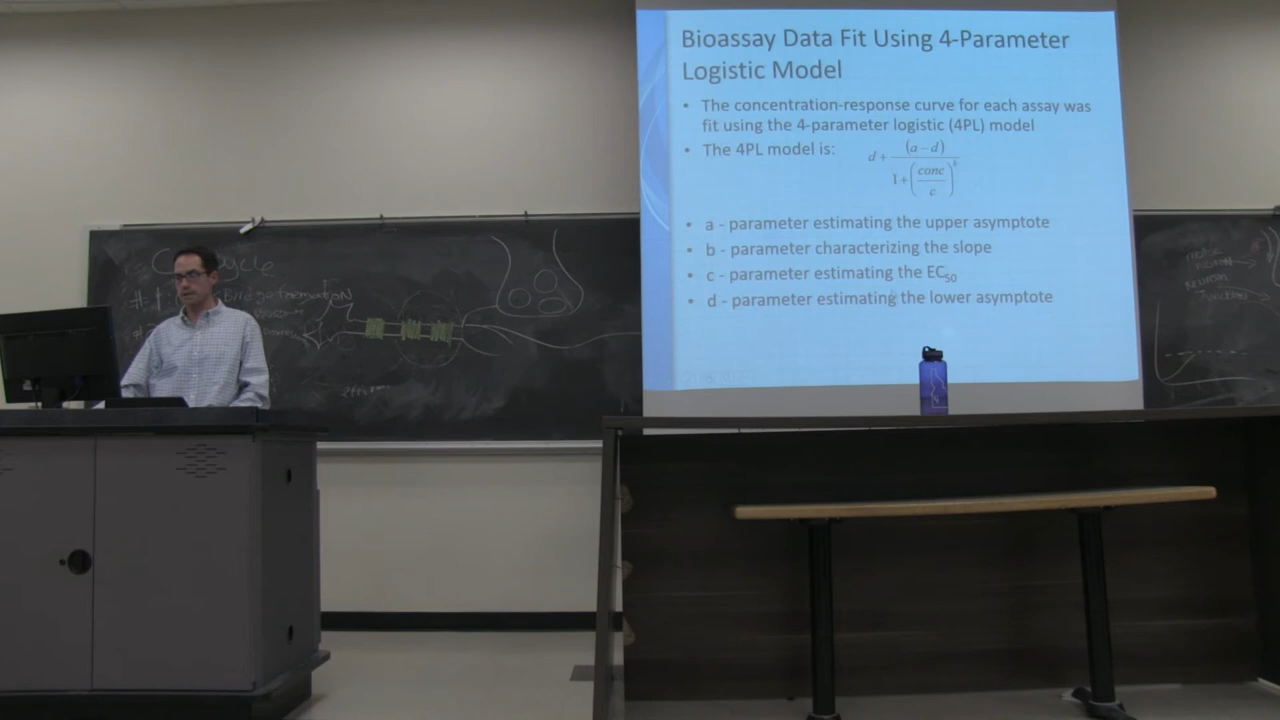 Bioassay Data Fit Using 4-Parameter
Logistic Model
• The concentration-response curve for each assay was
fit using the 4-parameter logistic (4PL) model
• The 4PL model is: d + (a−d) / 1+(conc/c)^b
• a - parameter estimating the upper asymptote
• b - parameter characterizing the slope
• c - parameter estimating the EC50
• d - parameter estimating the lower asymptote
Bridge formation